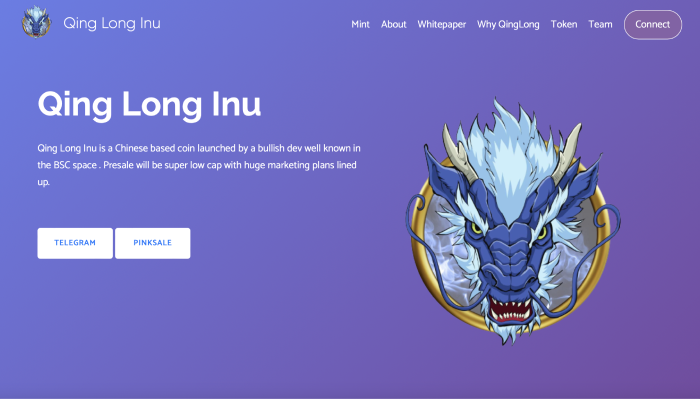 Qing Long Inu
Mint About Whitepaper Why QingLong Token Team Connect
Qing Long Inu
Qing Long Inu is a Chinese based coin launched by a bullish dev well known in
the BSC space . Presale will be super low cap with huge marketing plans lined
up.
TELEGRAM PINKSALE